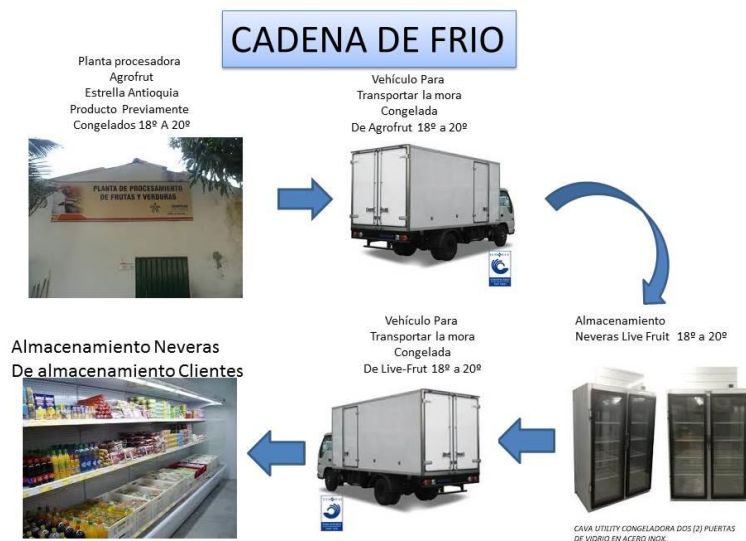 CADENA DE FRIO
Planta procesadora
Agrofrut
Estrella Antioquia
Producto Previamente
Congelados 18º A 20º
PLANTA DE PROCESAMIENTO
DE FRUTAS Y VERDURAS
Vehículo Para
Transportar la mora
Congelada
De Agrofrut 18º a 20º
Almacenamiento
Neveras Live Fruit 18º a 20º
CAVA UTILITY CONGELADORA DOS (2) PUERTAS
DE VIDRIO EN ACERO INOX.
Vehículo Para
Transportar la mora
Congelada
De Live-Frut 18º a 20º
Almacenamiento Neveras
De almacenamiento Clientes